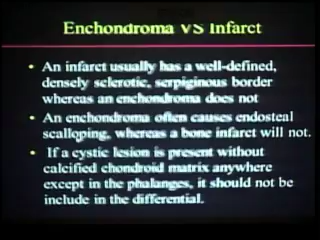 Enchondroma VS Infarct
• An infarct usually has a well-defined,
densely sclerotic, serpiginous border
whereas an enchondroma does not
• An enchondroma often causes endosteal
scalloping, whereas a bone infarct will not.
• If a cystic lesion is present without
calcified chondroid matrix anywhere
except in the phalanges, it should not be
include in the differential.